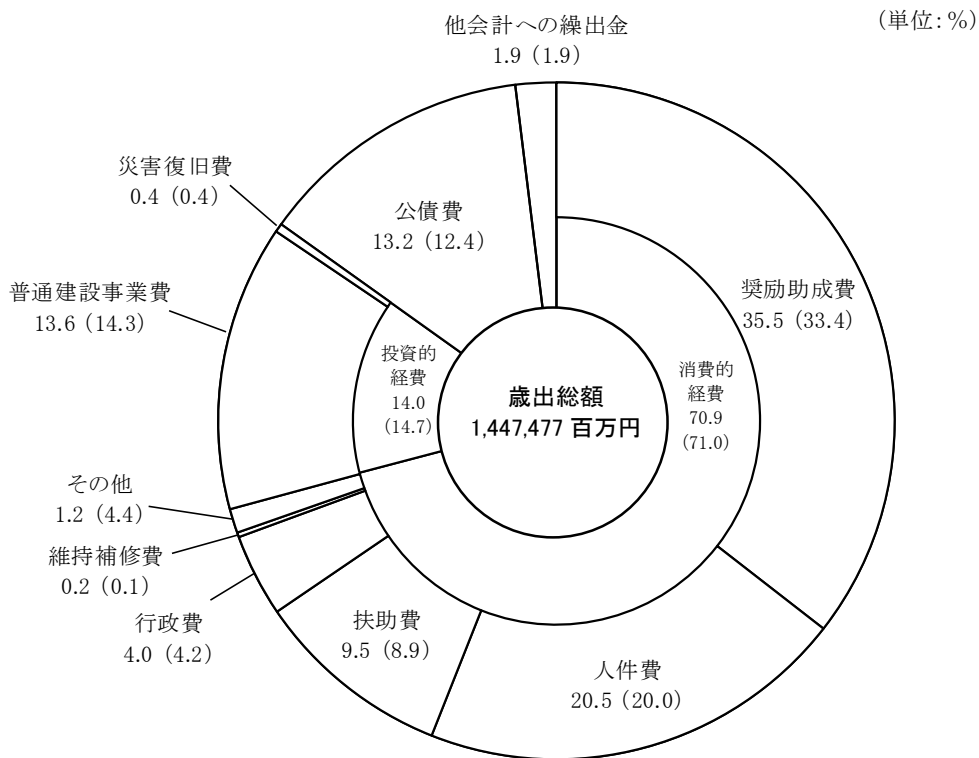 (単位:%)
他会計への繰出金
1.9 (1.9)
災害復旧費
0.4 (0.4)
公債費
13.2 (12.4)
普通建設事業費
13.6 (14.3)
奨励助成費
35.5 (33.4)
投資的
経費
14.0
(14.7)
歳出総額
1,447,477 百万円
消費的
経費
70.9
(71.0)
その他
1.2 (4.4)
維持補修費
0.2 (0.1)
行政費
4.0 (4.2)
扶助費
9.5 (8.9)
人件費
20.5 (20.0)